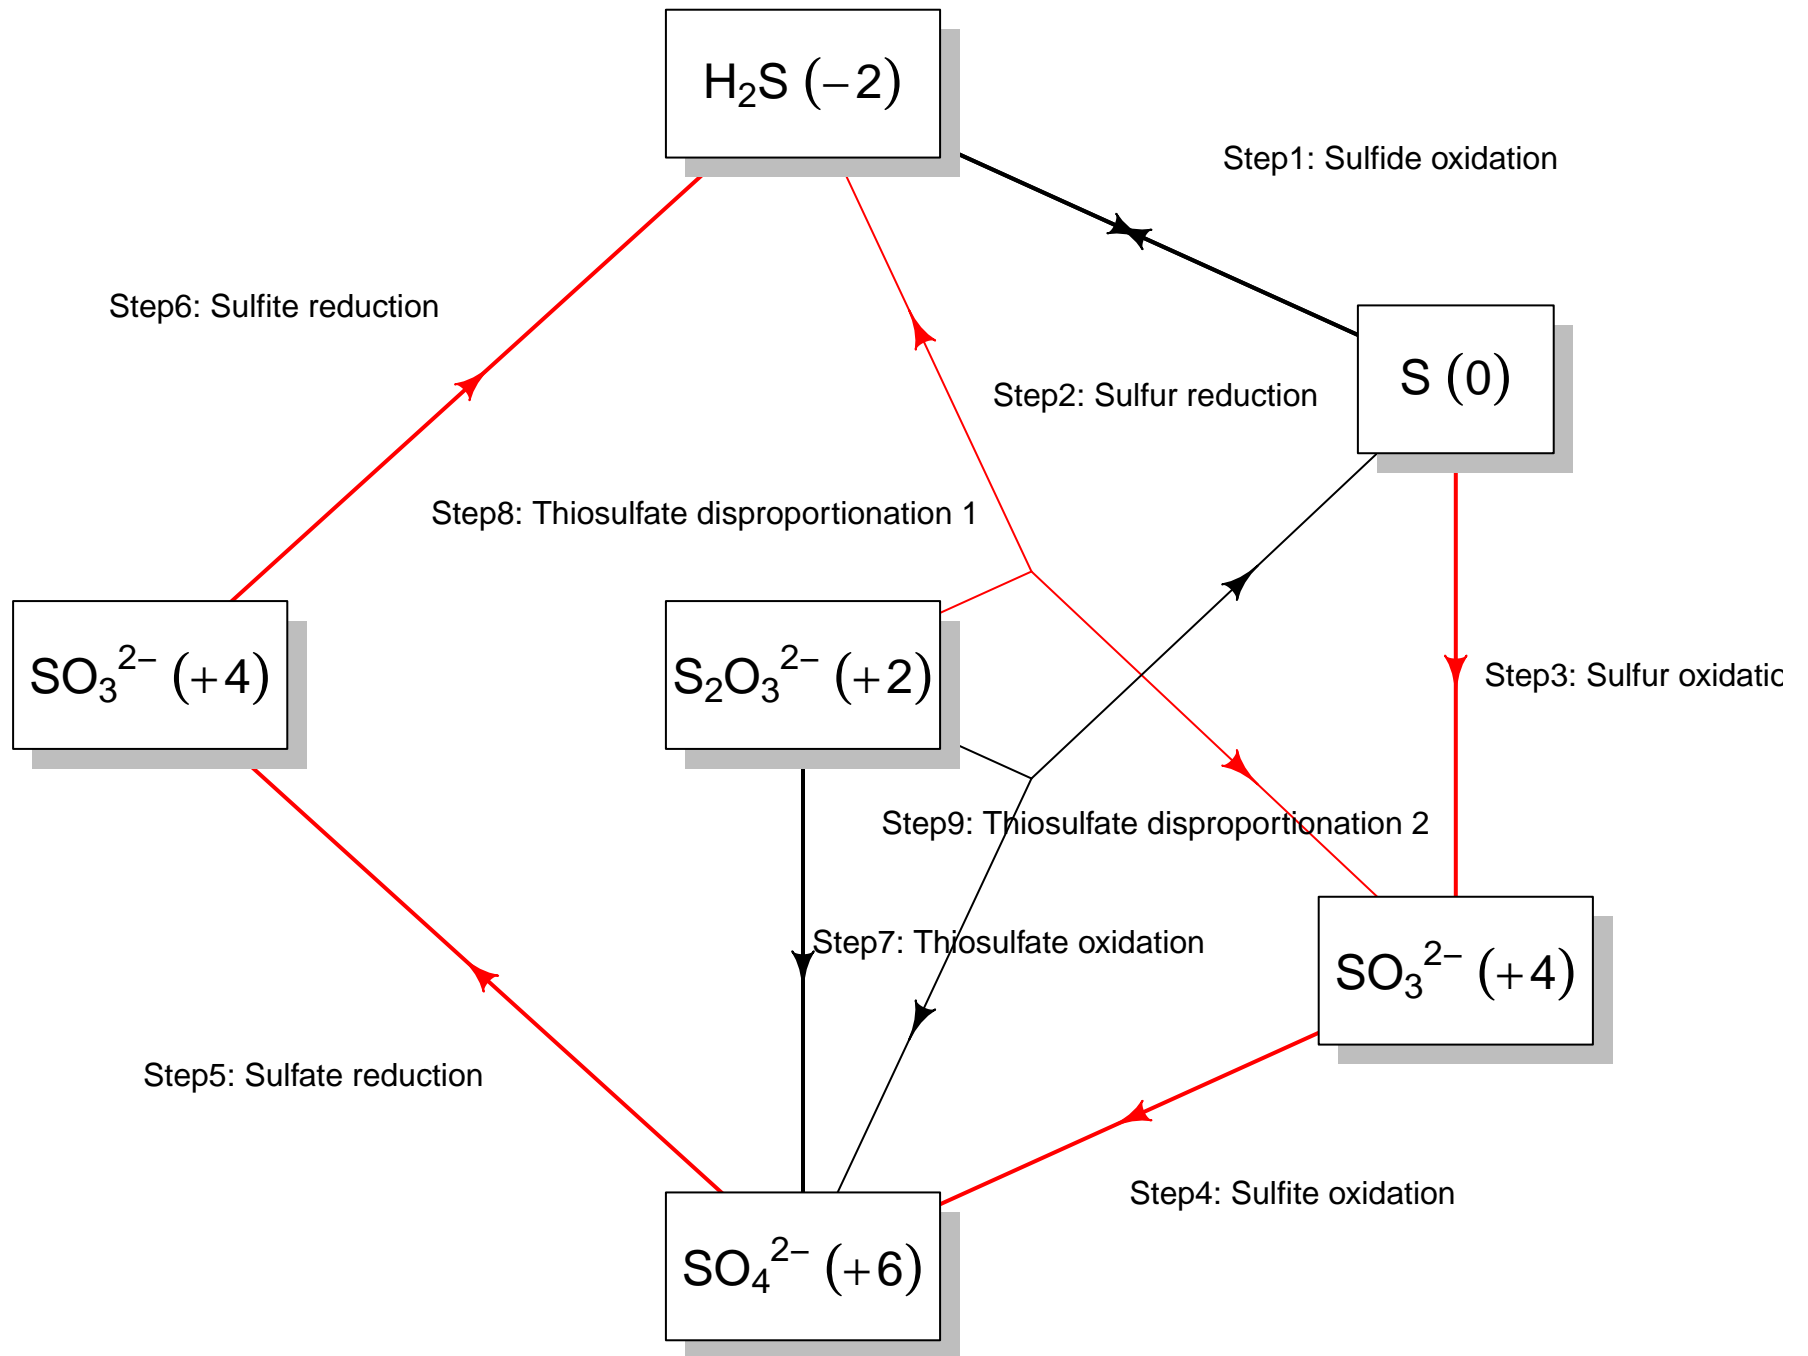 H₂S (−2)
Step1: Sulfide oxidation
Step6: Sulfite reduction
S (0)
Step2: Sulfur reduction
Step8: Thiosulfate disproportionation 1
SO₃²⁻ (+4)
S₂O₃²⁻ (+2)
Step3: Sulfur oxidatic
Step9: Thiosulfate disproportionation 2
Step7: Thiosulfate oxidation
SO₃²⁻ (+4)
Step5: Sulfate reduction
Step4: Sulfite oxidation
SO₄²⁻ (+6)